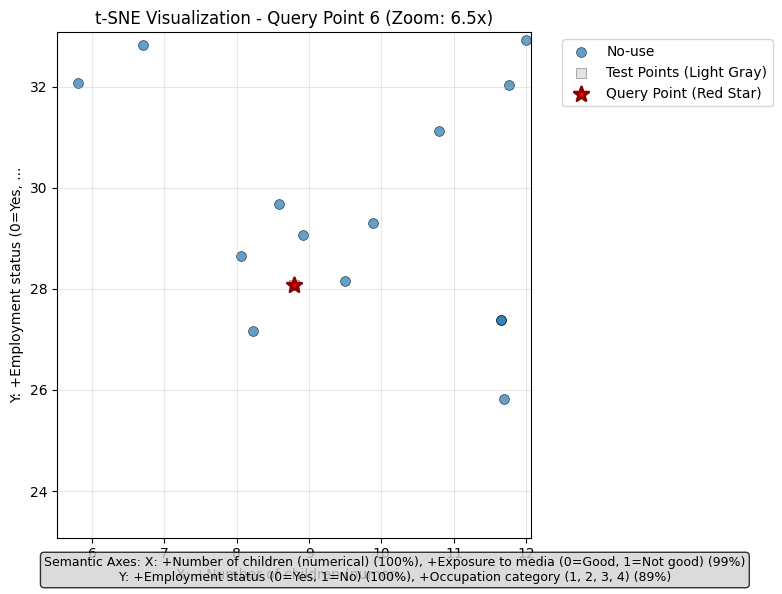 t-SNE Visualization - Query Point 6 (Zoom: 6.5x)
No-use
Test Points (Light Gray)
Query Point (Red Star)
Y: +Employment status (0=Yes, ...
32
30
28
26
24
6 7 8 9 10 11 12
Semantic Axes: X: +Number of children (numerical) (100%), +Exposure to media (0=Good, 1=Not good) (99%)
Y: +Employment status (0=Yes, 1=No) (100%), +Occupation category (1, 2, 3, 4) (89%)